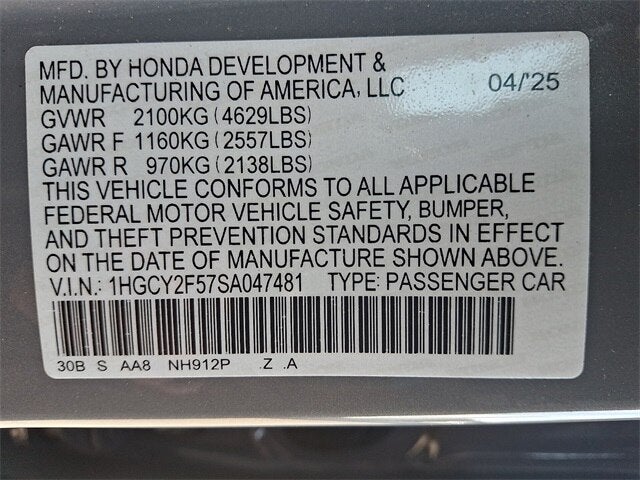 MFD. BY HONDA DEVELOPMENT &
MANUFACTURING OF AMERICA, LLC 04/'25
GVWR 2100KG (4629LBS)
GAWR F 1160KG (2557LBS)
GAWR R 970KG (2138LBS)
THIS VEHICLE CONFORMS TO ALL APPLICABLE
FEDERAL MOTOR VEHICLE SAFETY, BUMPER,
AND THEFT PREVENTION STANDARDS IN EFFECT
ON THE DATE OF MANUFACTURE SHOWN ABOVE.
V.I.N.: 1HGCY2F57SA047481 TYPE: PASSENGER CAR
30B S AA8 NH912P .Z .A